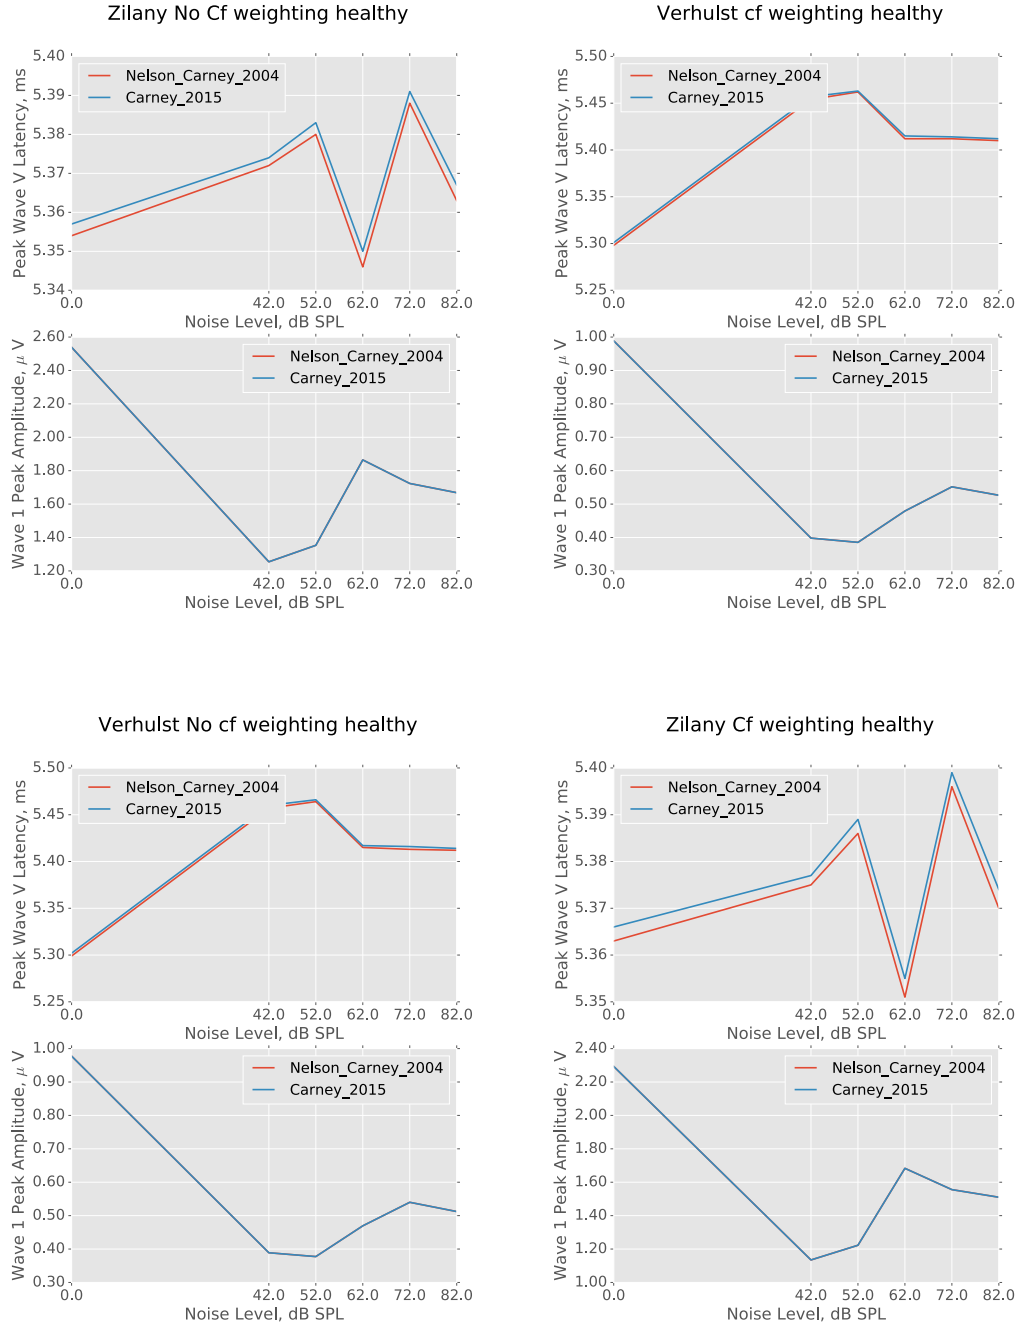 Zilany No Cf weighting healthy
5.40
5.39
5.38
5.37
5.36
5.35
5.34
Peak Wave V Latency, ms
Nelson_Carney_2004
Carney_2015
0.0 42.0 52.0 62.0 72.0 82.0
Noise Level, dB SPL
2.60
2.40
2.20
2.00
1.80
1.60
1.40
1.20
Wave 1 Peak Amplitude, μ V
Nelson_Carney_2004
Carney_2015
0.0 42.0 52.0 62.0 72.0 82.0
Noise Level, dB SPL
Verhulst cf weighting healthy
5.50
5.45
5.40
5.35
5.30
5.25
Peak Wave V Latency, ms
Nelson_Carney_2004
Carney_2015
0.0 42.0 52.0 62.0 72.0 82.0
Noise Level, dB SPL
1.00
0.90
0.80
0.70
0.60
0.50
0.40
0.30
Wave 1 Peak Amplitude, μ V
Nelson_Carney_2004
Carney_2015
0.0 42.0 52.0 62.0 72.0 82.0
Noise Level, dB SPL
Verhulst No cf weighting healthy
5.50
5.45
5.40
5.35
5.30
5.25
Peak Wave V Latency, ms
Nelson_Carney_2004
Carney_2015
0.0 42.0 52.0 62.0 72.0 82.0
Noise Level, dB SPL
1.00
0.90
0.80
0.70
0.60
0.50
0.40
0.30
Wave 1 Peak Amplitude, μ V
Nelson_Carney_2004
Carney_2015
0.0 42.0 52.0 62.0 72.0 82.0
Noise Level, dB SPL
Zilany Cf weighting healthy
5.40
5.39
5.38
5.37
5.36
5.35
Peak Wave V Latency, ms
Nelson_Carney_2004
Carney_2015
0.0 42.0 52.0 62.0 72.0 82.0
Noise Level, dB SPL
2.40
2.20
2.00
1.80
1.60
1.40
1.20
1.00
Wave 1 Peak Amplitude, μ V
Nelson_Carney_2004
Carney_2015
0.0 42.0 52.0 62.0 72.0 82.0
Noise Level, dB SPL